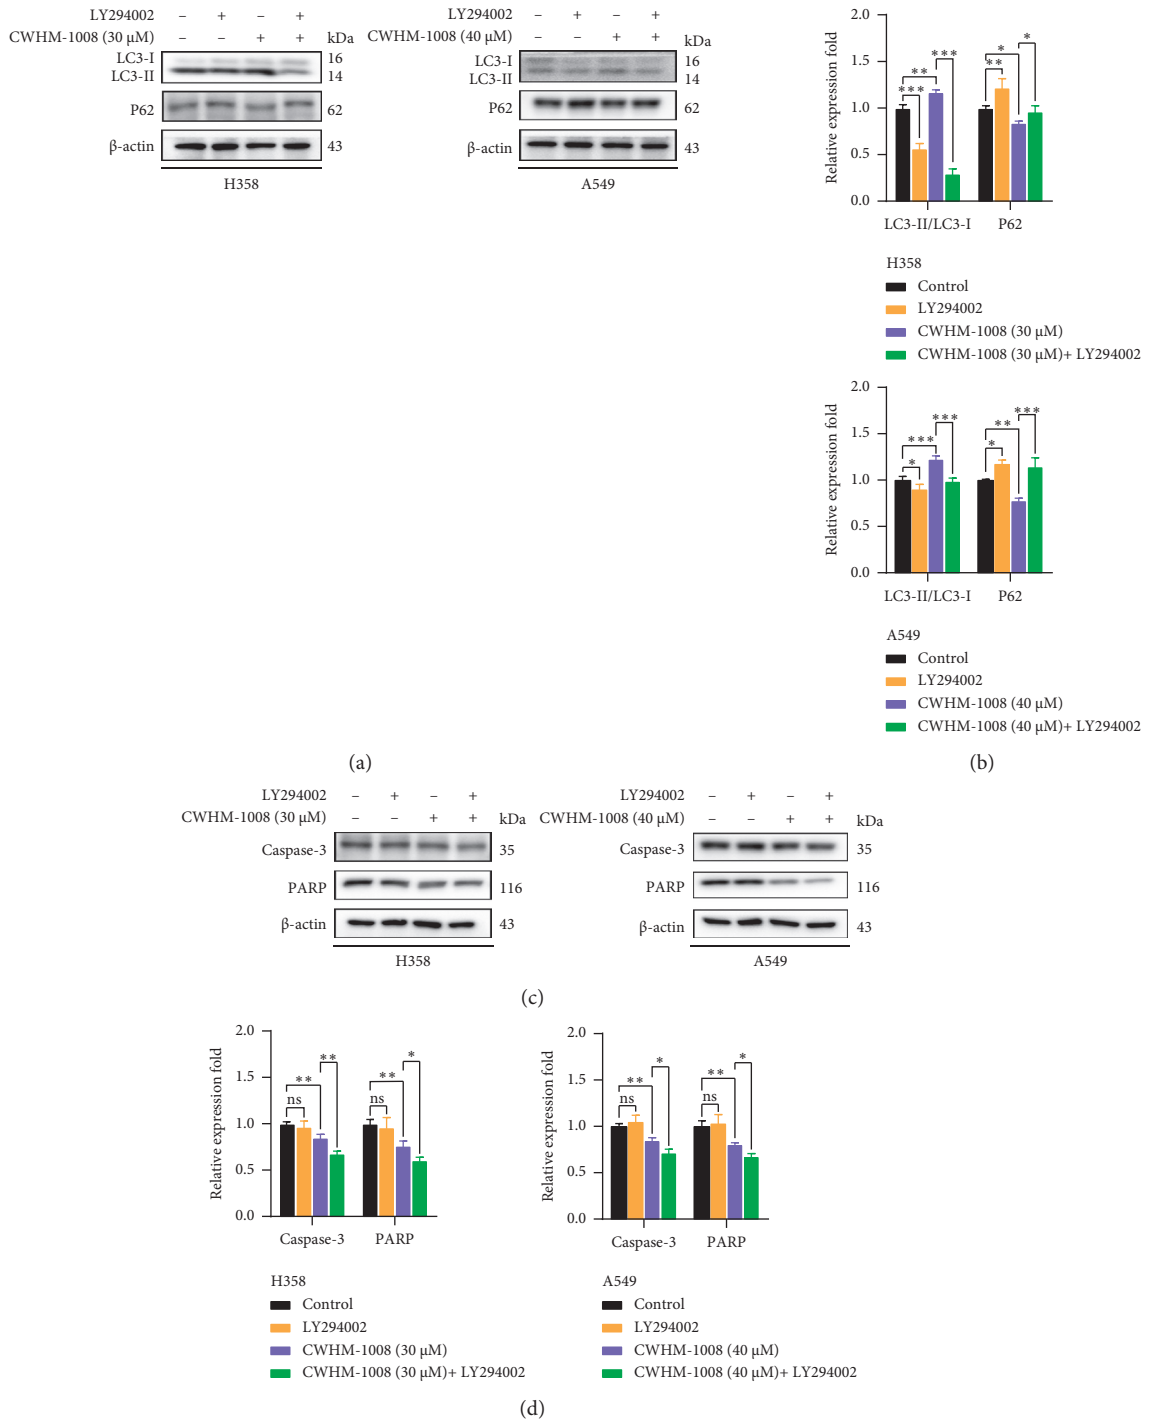 LY294002 – + – +
CWHM-1008 (30 μM) – – + + kDa
LC3-I 16
LC3-II 14
P62 62
β-actin 43
H358
LY294002 – + – +
CWHM-1008 (40 μM) – – + + kDa
LC3-I 16
LC3-II 14
P62 62
β-actin 43
A549
(a)
Relative expression fold
2.0
1.5
1.0
0.5
0.0
*** ** *** ** * *
LC3-II/LC3-I P62
H358
Control
LY294002
CWHM-1008 (30 μM)
CWHM-1008 (30 μM)+ LY294002
Relative expression fold
2.0
1.5
1.0
0.5
0.0
* *** *** * ** ***
LC3-II/LC3-I P62
A549
Control
LY294002
CWHM-1008 (40 μM)
CWHM-1008 (40 μM)+ LY294002
(b)
LY294002 – + – +
CWHM-1008 (30 μM) – – + + kDa
Caspase-3 35
PARP 116
β-actin 43
H358
LY294002 – + – +
CWHM-1008 (40 μM) – – + + kDa
Caspase-3 35
PARP 116
β-actin 43
A549
(c)
Relative expression fold
2.0
1.5
1.0
0.5
0.0
ns ** ** ns ** *
Caspase-3 PARP
H358
Control
LY294002
CWHM-1008 (30 μM)
CWHM-1008 (30 μM)+ LY294002
Relative expression fold
2.0
1.5
1.0
0.5
0.0
ns ** * ns ** *
Caspase-3 PARP
A549
Control
LY294002
CWHM-1008 (40 μM)
CWHM-1008 (40 μM)+ LY294002
(d)